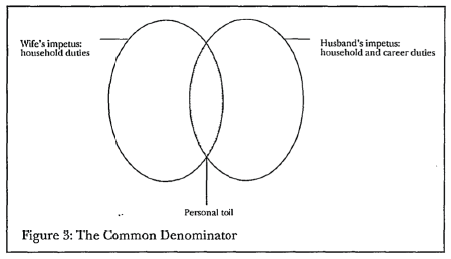 Wife's impetus:
household duties
Husband's impetus:
household and career duties
Personal toil
Figure 3: The Common Denominator